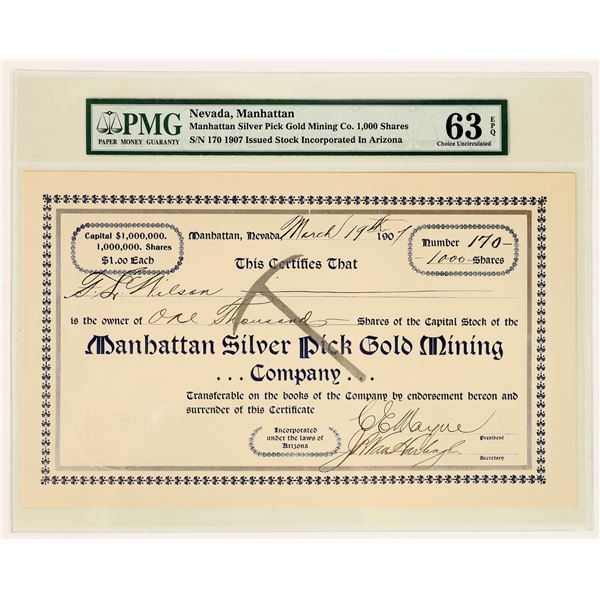 PMG
PAPER MONEY GUARANTY
Nevada, Manhattan
Manhattan Silver Pick Gold Mining Co. 1,000 Shares
S/N 170 1907 Issued Stock Incorporated In Arizona
63 EPQ
Choice Uncirculated
Capital $1,000,000.
1,000,000. Shares
$1.00 Each
Manhattan, Nevada, March 19th 1907
Number 170-
-1000-Shares
This Certifies That
Wilson
is the owner of One Thousand Shares of the Capital Stock of the
Manhattan Silver Pick Gold Mining
...Company...
Transferable on the books of the Company by endorsement hereon and
surrender of this Certificate
Incorporated
under the laws of
Arizona
C E Mayne
President
Secretary